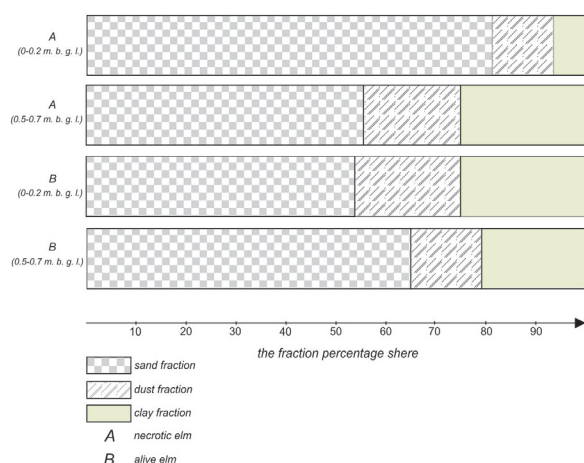 A
(0-0.2 m. b. g. l.)
A
(0.5-0.7 m. b. g. l.)
B
(0-0.2 m. b. g. l.)
B
(0.5-0.7 m. b. g. l.)
10 20 30 40 50 60 70 80 90
the fraction percentage shere
sand fraction
dust fraction
clay fraction
A necrotic elm
B alive elm